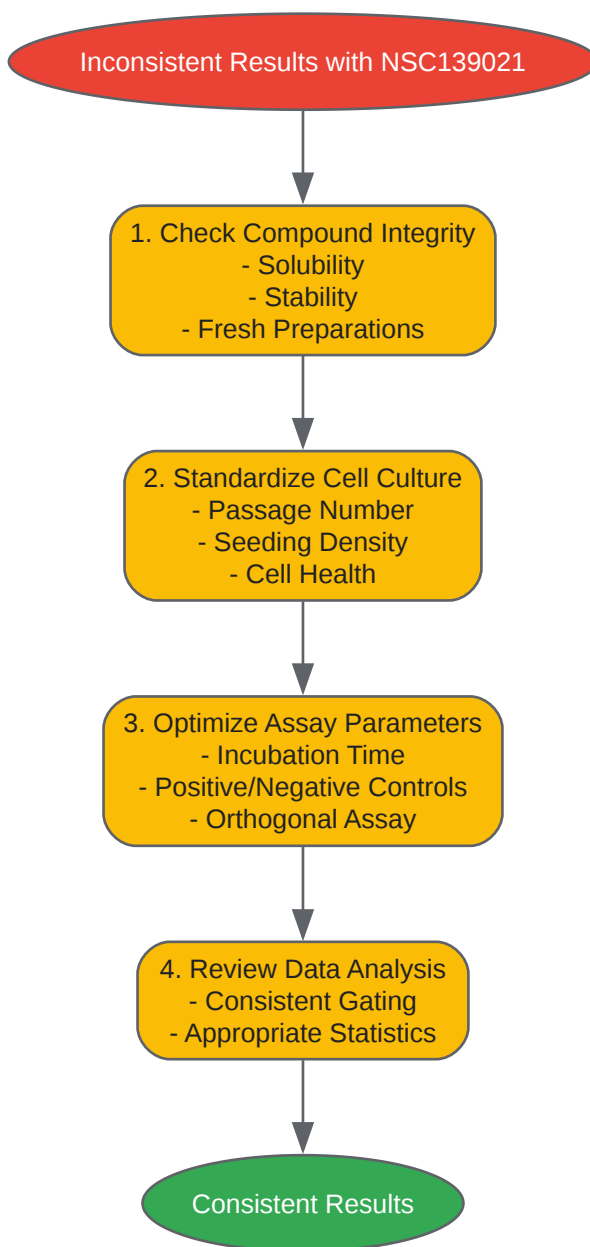 Inconsistent Results with NSC139021
1. Check Compound Integrity
- Solubility
- Stability
- Fresh Preparations
2. Standardize Cell Culture
- Passage Number
- Seeding Density
- Cell Health
3. Optimize Assay Parameters
- Incubation Time
- Positive/Negative Controls
- Orthogonal Assay
4. Review Data Analysis
- Consistent Gating
- Appropriate Statistics
Consistent Results